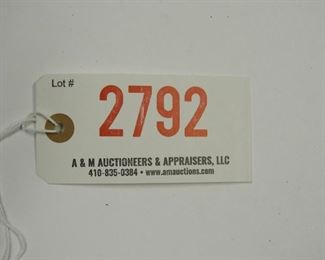 Lot #
2792
A & M AUCTIONEERS & APPRAISERS, LLC
410-835-0384 • www.amauctions.com